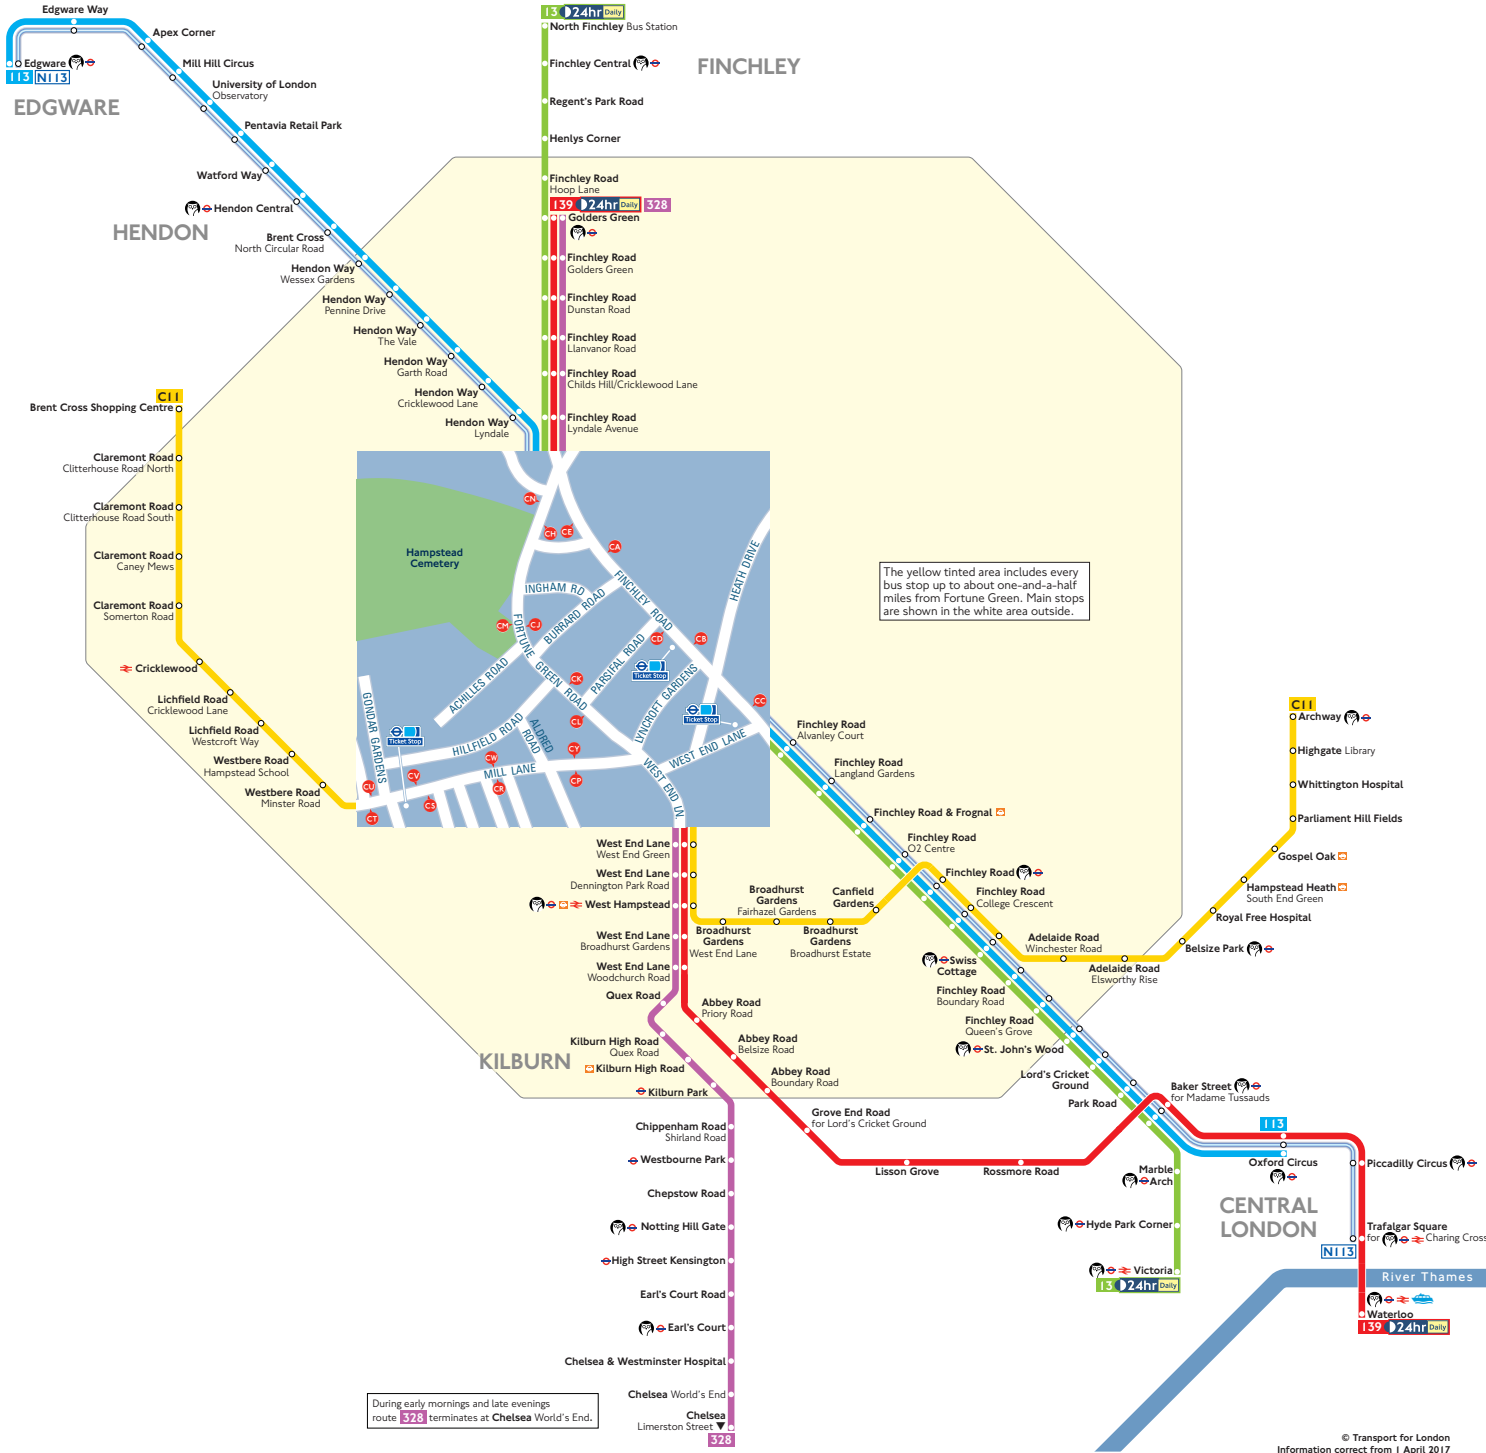 Edgware Way
Apex Corner
Edgware
113 N113
Mill Hill Circus
University of London
Observatory
EDGWARE
Pentavia Retail Park
Watford Way
Hendon Central
HENDON
Brent Cross
North Circular Road
Hendon Way
Wessex Gardens
Hendon Way
Pennine Drive
Hendon Way
The Vale
Hendon Way
Garth Road
Hendon Way
Cricklewood Lane
Hendon Way
Lyndale
13 24hr Daily
North Finchley Bus Station
Finchley Central
FINCHLEY
Regent's Park Road
Henlys Corner
Finchley Road
Hoop Lane
139 24hr Daily 328
Golders Green
Finchley Road
Golders Green
Finchley Road
Dunstan Road
Finchley Road
Llanvanor Road
Finchley Road
Childs Hill/Cricklewood Lane
Finchley Road
Lyndale Avenue
C11
Brent Cross Shopping Centre
Claremont Road
Clitterhouse Road North
Claremont Road
Clitterhouse Road South
Claremont Road
Caney Mews
Claremont Road
Somerton Road
Cricklewood
Lichfield Road
Cricklewood Lane
Lichfield Road
Westcroft Way
Westbere Road
Hampstead School
Westbere Road
Minster Road
Hampstead
Cemetery
CN
CH
CE
CA
INGHAM RD
BURRARD ROAD
FINCHLEY ROAD
HEATH DRIVE
FORTUNE GREEN ROAD
CM
CJ
CD
CB
PARSIFAL ROAD
Ticket Stop
ACHILLES ROAD
CK
LYNCROFT GARDENS
CC
Ticket Stop
GONDAR GARDENS
Ticket Stop
HILLFIELD ROAD
ALDRED
ROAD
CL
CY
WEST END LANE
CW
MILL LANE
CP
WEST END LN.
CV
CU
CR
CS
CT
The yellow tinted area includes every
bus stop up to about one-and-a-half
miles from Fortune Green. Main stops
are shown in the white area outside.
Finchley Road
Alvanley Court
Finchley Road
Langland Gardens
Finchley Road & Frognal
Finchley Road
O2 Centre
Finchley Road
Finchley Road
College Crescent
Adelaide Road
Winchester Road
Adelaide Road
Elsworthy Rise
Belsize Park
Royal Free Hospital
Hampstead Heath
South End Green
Gospel Oak
Parliament Hill Fields
Whittington Hospital
Highgate Library
Archway
C11
West End Lane
West End Green
West End Lane
Dennington Park Road
West Hampstead
West End Lane
Broadhurst Gardens
West End Lane
Woodchurch Road
Broadhurst
Gardens
West End Lane
Broadhurst
Gardens
Fairhazel Gardens
Broadhurst
Gardens
Broadhurst Estate
Canfield
Gardens
Swiss
Cottage
Finchley Road
Boundary Road
Finchley Road
Queen's Grove
St. John's Wood
Lord's Cricket
Ground
Park Road
Quex Road
Kilburn High Road
Quex Road
KILBURN
Kilburn High Road
Kilburn Park
Abbey Road
Priory Road
Abbey Road
Belsize Road
Abbey Road
Boundary Road
Grove End Road
for Lord's Cricket Ground
Lisson Grove
Rossmore Road
Baker Street
for Madame Tussauds
113
Oxford Circus
Piccadilly Circus
Marble
Arch
CENTRAL
LONDON
Hyde Park Corner
Trafalgar Square
for Charing Cross
N113
Victoria
13 24hr Daily
River Thames
Waterloo
139 24hr Daily
Chippenham Road
Shirland Road
Westbourne Park
Chepstow Road
Notting Hill Gate
High Street Kensington
Earl's Court Road
Earl's Court
Chelsea & Westminster Hospital
Chelsea World's End
Chelsea
Limerston Street
328
During early mornings and late evenings
route 328 terminates at Chelsea World's End.
© Transport for London
Information correct from 1 April 2017